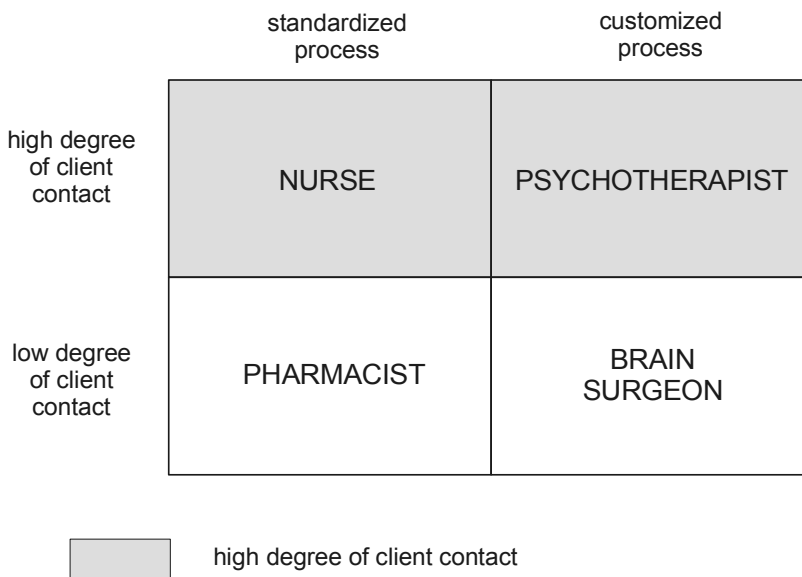 standardized
process
customized
process
high degree
of client
contact
NURSE
PSYCHOTHERAPIST
low degree
of client
contact
PHARMACIST
BRAIN
SURGEON
high degree of client contact